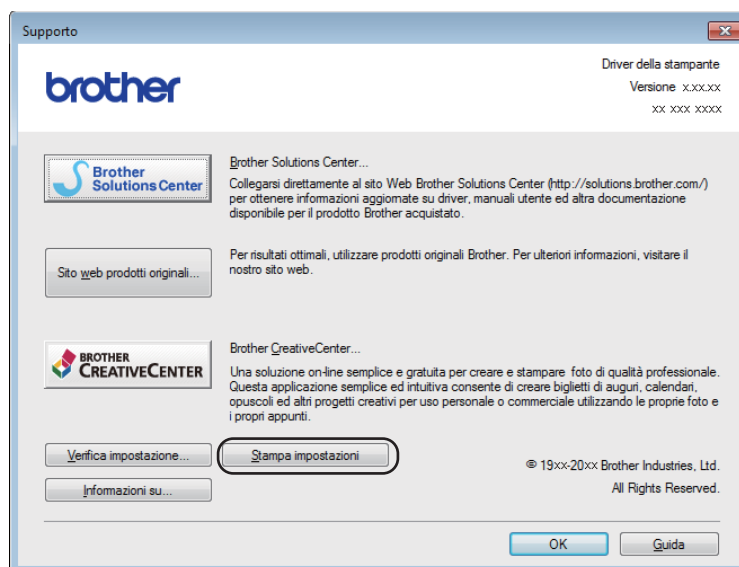 Supporto
brother
Driver della stampante
Versione x.xx.xx
xx xxx xxxx
Brother
Solutions Center
Brother Solutions Center...
Collegarsi direttamente al sito Web Brother Solutions Center (http://solutions.brother.com/)
per ottenere informazioni aggiornate su driver, manuali utente ed altra documentazione
disponibile per il prodotto Brother acquistato.
Sito web prodotti originali...
Per risultati ottimali, utilizzare prodotti originali Brother. Per ulteriori informazioni, visitare il
nostro sito web.
BROTHER
CREATIVECENTER
Brother CreativeCenter...
Una soluzione on-line semplice e gratuita per creare e stampare foto di qualità professionale.
Questa applicazione semplice ed intuitiva consente di creare biglietti di auguri, calendari,
opuscoli ed altri progetti creativi per uso personale o commerciale utilizzando le proprie foto e
i propri appunti.
Verifica impostazione...
Stampa impostazioni
Informazioni su...
© 19xx-20xx Brother Industries, Ltd.
All Rights Reserved.
OK
Guida